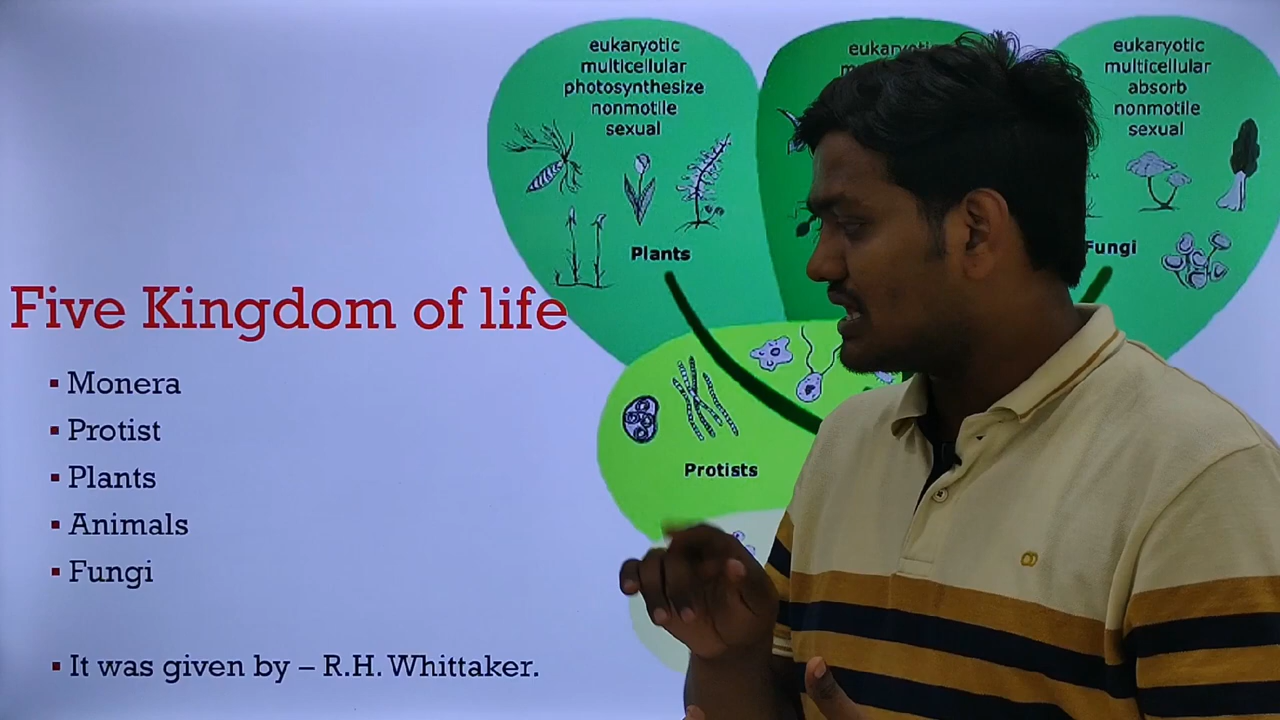 eukaryotic
multicellular
photosynthesize
nonmotile
sexual
Plants
eukaryotic
eukaryotic
multicellular
absorb
nonmotile
sexual
Fungi
Five Kingdom of life
▪ Monera
▪ Protist
▪ Plants
▪ Animals
▪ Fungi
Protists
▪ It was given by – R.H. Whittaker.